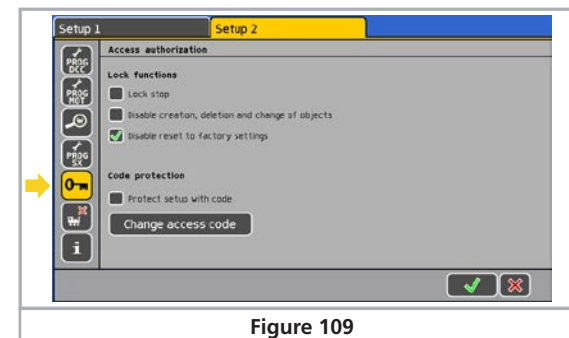 Setup 1
Setup 2
Access authorization
PROG
DCC
Lock functions
Lock stop
PROG
MOT
Disable creation, deletion and change of objects
Disable reset to factory settings
PROG
SX
Code protection
Protect setup with code
Change access code
i
Figure 109